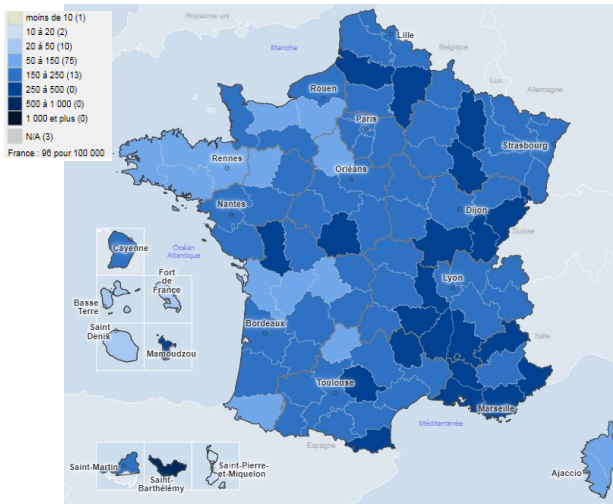 moins de 10 (1)
10 à 20 (2)
20 à 50 (10)
50 à 150 (75)
150 à 250 (13)
250 à 500 (0)
500 à 1 000 (0)
1 000 et plus (0)
N/A (3)
France : 96 pour 100 000
Royaume uni
Manche
Lille
Belgique
Lux.
Allemagne
Rouen
Paris
Strasbourg
Rennes
Orléans
Nantes
Dijon
Suisse
Océan
Atlantique
Cayenne
Fort
de
France
Basse
Terre
Saint
Denis
Mamoudzou
Lyon
Bordeaux
Italie
Toulouse
Marseille
Méditerranée
Espagne
Ajaccio
Saint-Martin
Saint-
Barthélémy
Saint-Pierre-
et-Miquelon